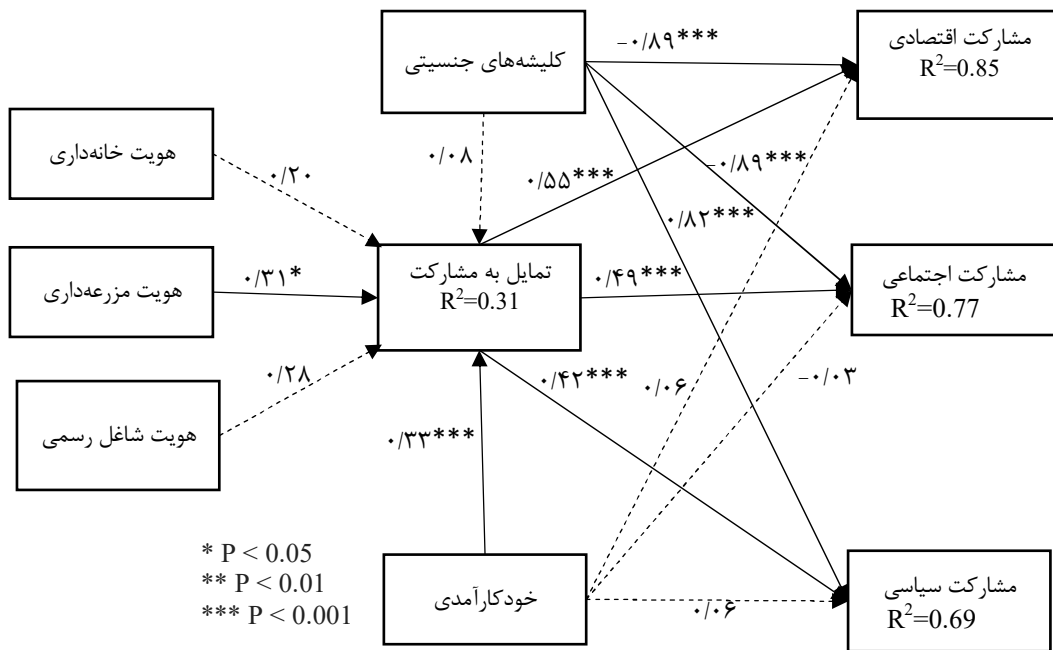 کلیشه‌های جنسیتی
-۰/۸۹***
مشارکت اقتصادی
R²=0.85
هویت خانه‌داری
۰/۲۰
۰/۰۸
۰/۵۵***
-۰/۸۹***
۰/۸۲***
هویت مزرعه‌داری
۰/۳۱*
تمایل به مشارکت
R²=0.31
۰/۴۹***
مشارکت اجتماعی
R²=0.77
هویت شاغل رسمی
۰/۲۸
۰/۴۲***
۰/۰۶
-۰/۰۳
۰/۳۳***
* P < 0.05
** P < 0.01
*** P < 0.001
خودکارآمدی
۰/۰۶
مشارکت سیاسی
R²=0.69